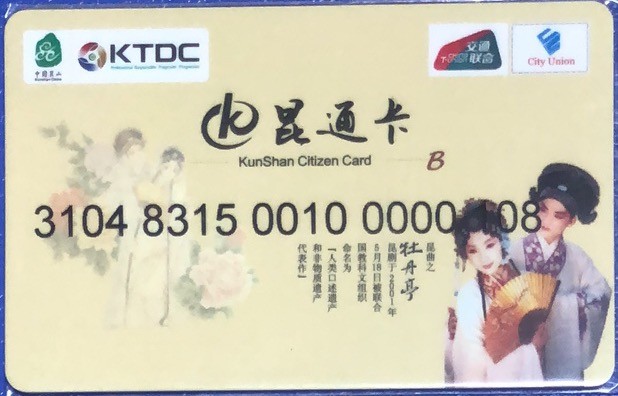 中国昆山
KTDC
交通联合
City Union
昆通卡
KunShan Citizen Card
B
3104 8315 0010 0000 108
昆曲之
牡丹亭
昆剧于2001年
5月18日被联合
国教科文组织
命名为
『人类口述遗产
和非物质遗产
代表作』